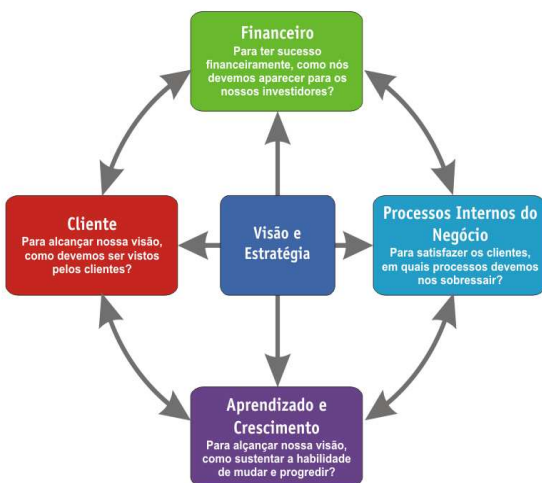 Financeiro
Para ter sucesso
financeiramente, como nós
devemos aparecer para os
nossos investidores?
Cliente
Para alcançar nossa visão,
como devemos ser vistos
pelos clientes?
Visão e
Estratégia
Processos Internos do
Negócio
Para satisfazer os clientes,
em quais processos devemos
nos sobressair?
Aprendizado e
Crescimento
Para alçançar nossa visão,
como sustentar a habilidade
de mudar e progredir?